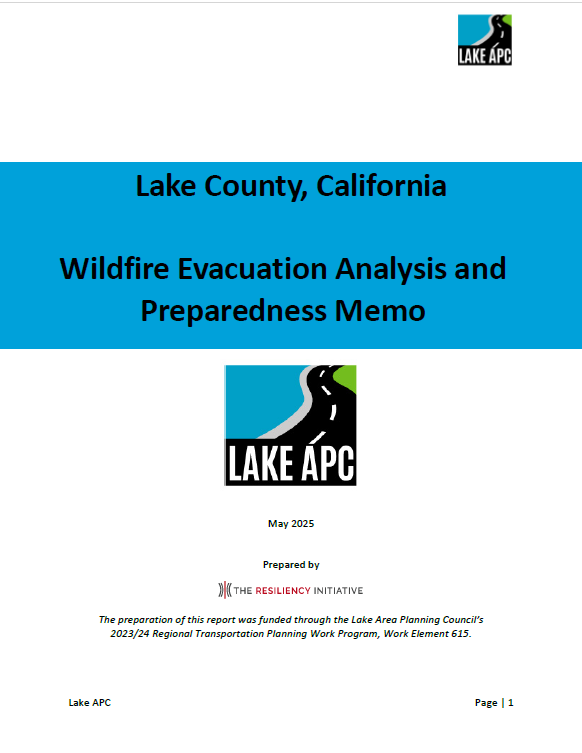 LAKE APC
Lake County, California
Wildfire Evacuation Analysis and
Preparedness Memo
LAKE APC
May 2025
Prepared by
THE RESILIENCY INITIATIVE
The preparation of this report was funded through the Lake Area Planning Council's
2023/24 Regional Transportation Planning Work Program, Work Element 615.
Lake APC
Page | 1